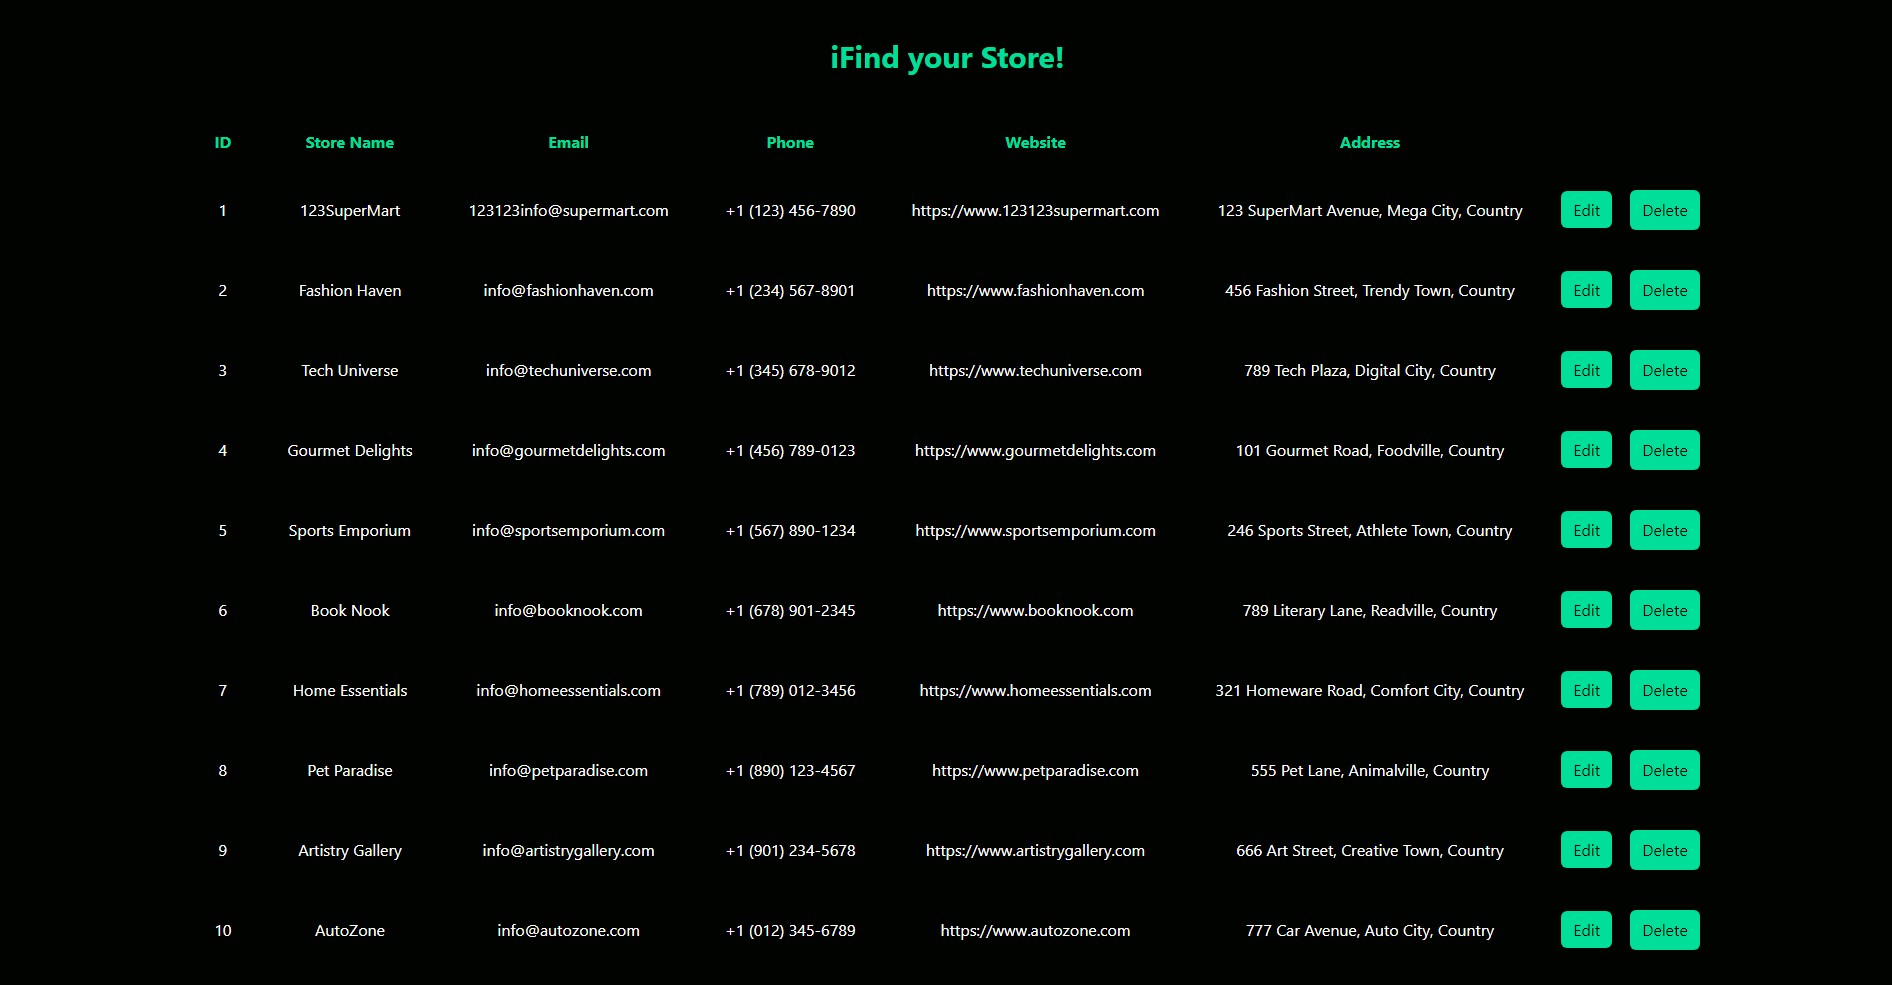 iFind your Store!
ID Store Name Email Phone Website Address
1 123SuperMart 123123info@supermart.com +1 (123) 456-7890 https://www.123123supermart.com 123 SuperMart Avenue, Mega City, Country Edit Delete
2 Fashion Haven info@fashionhaven.com +1 (234) 567-8901 https://www.fashionhaven.com 456 Fashion Street, Trendy Town, Country Edit Delete
3 Tech Universe info@techuniverse.com +1 (345) 678-9012 https://www.techuniverse.com 789 Tech Plaza, Digital City, Country Edit Delete
4 Gourmet Delights info@gourmetdelights.com +1 (456) 789-0123 https://www.gourmetdelights.com 101 Gourmet Road, Foodville, Country Edit Delete
5 Sports Emporium info@sportsemporium.com +1 (567) 890-1234 https://www.sportsemporium.com 246 Sports Street, Athlete Town, Country Edit Delete
6 Book Nook info@booknook.com +1 (678) 901-2345 https://www.booknook.com 789 Literary Lane, Readville, Country Edit Delete
7 Home Essentials info@homeessentials.com +1 (789) 012-3456 https://www.homeessentials.com 321 Homeware Road, Comfort City, Country Edit Delete
8 Pet Paradise info@petparadise.com +1 (890) 123-4567 https://www.petparadise.com 555 Pet Lane, Animalville, Country Edit Delete
9 Artistry Gallery info@artistrygallery.com +1 (901) 234-5678 https://www.artistrygallery.com 666 Art Street, Creative Town, Country Edit Delete
10 AutoZone info@autozone.com +1 (012) 345-6789 https://www.autozone.com 777 Car Avenue, Auto City, Country Edit Delete